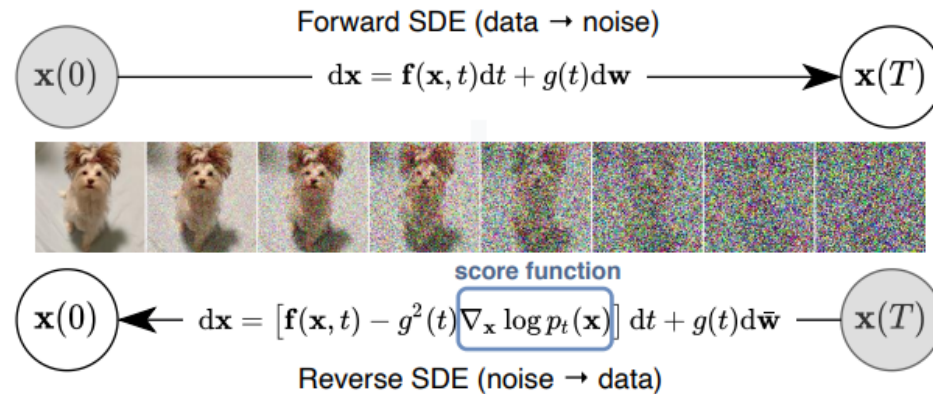 Forward SDE (data → noise)
x(0) dx = f(x, t)dt + g(t)dw x(T)
score function
x(0) dx = [f(x, t) − g²(t)∇ₓ log pₜ(x)] dt + g(t)dw̄ x(T)
Reverse SDE (noise → data)